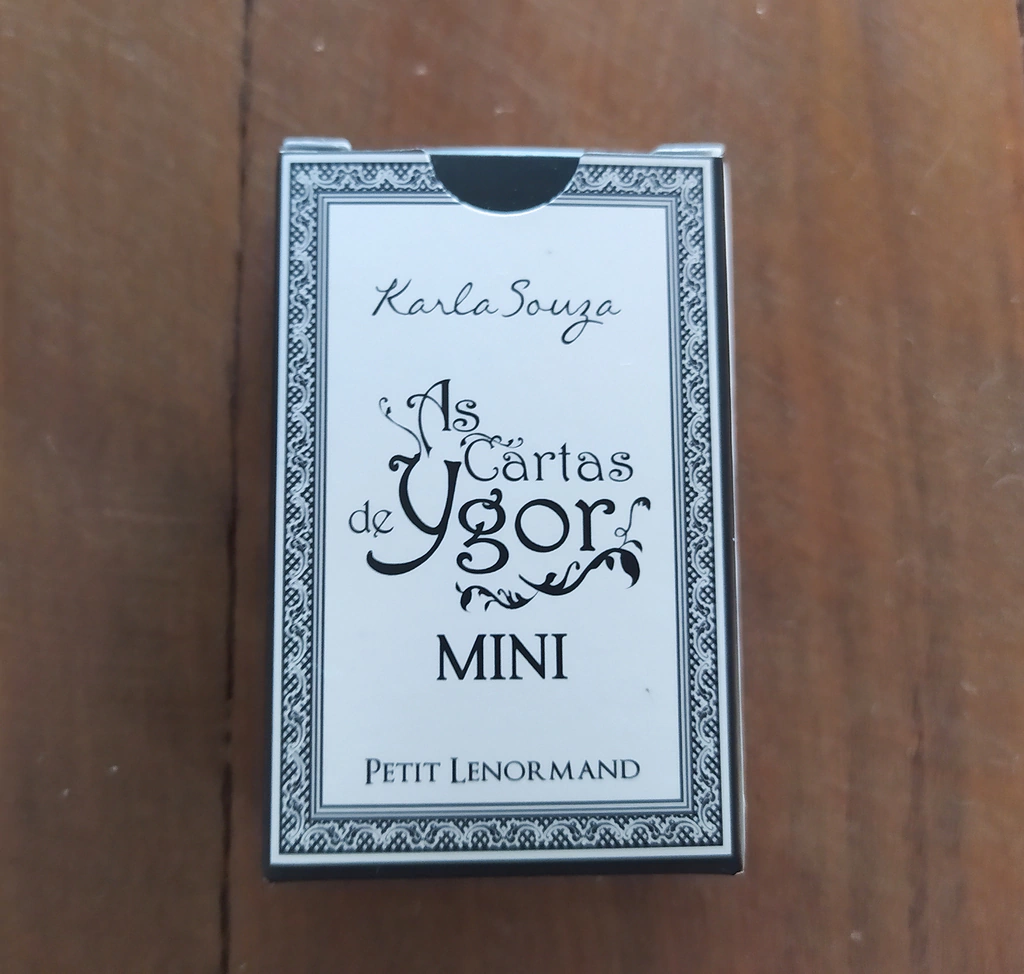 Karla Souza
As
Cartas
de Ygor
MINI
PETIT LENORMAND